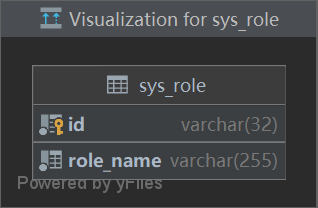 Visualization for sys_role
sys_role
id varchar(32)
role_name varchar(255)
Powered by yFiles